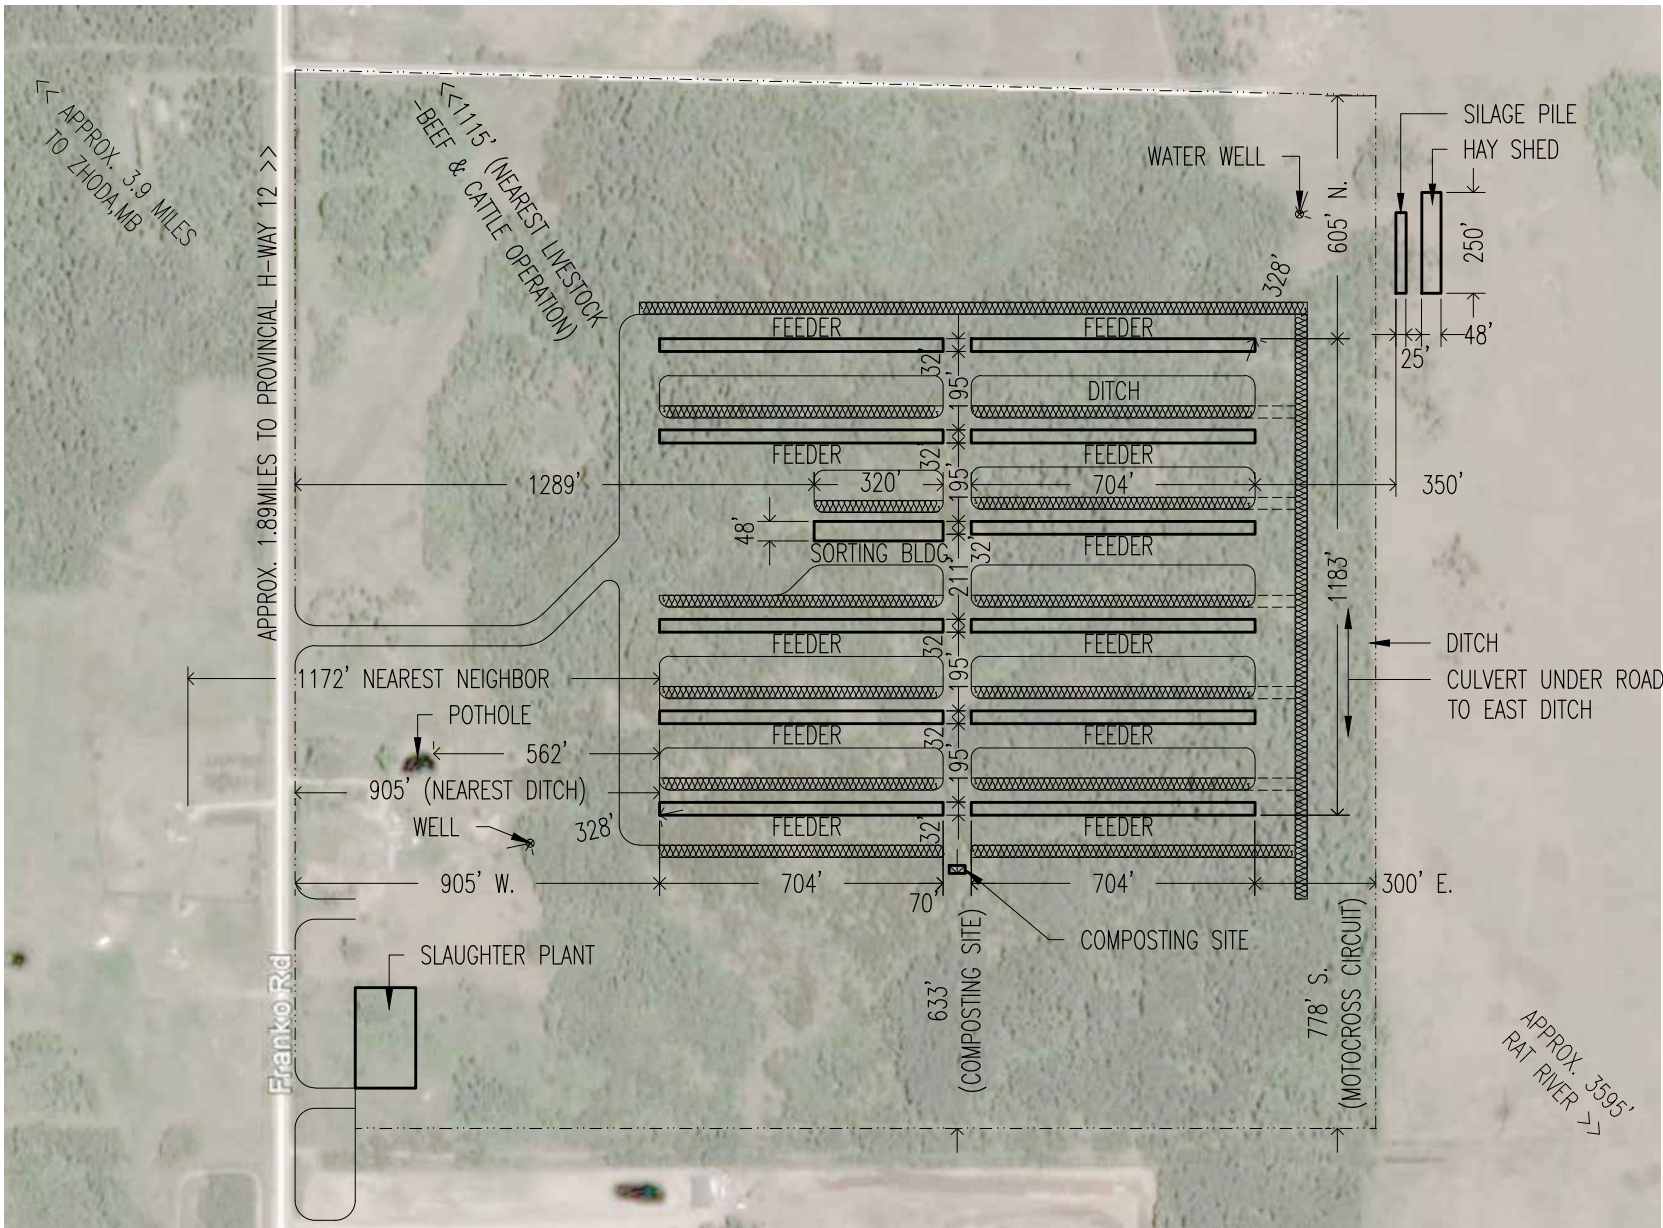 << APPROX. 3.9 MILES
TO ZHODA,MB
APPROX. 1.89MILES TO PROVINCIAL H-WAY 12 >>
<<1115' (NEAREST LIVESTOCK
-BEEF & CATTLE OPERATION)
WATER WELL
SILAGE PILE
HAY SHED
605' N.
250'
328'
48'
25'
FEEDER
FEEDER
32'
195'
DITCH
FEEDER
FEEDER
32'
195'
1289'
320'
704'
350'
48'
SORTING BLDG.
32'
FEEDER
211'
1183'
FEEDER
FEEDER
32'
195'
DITCH
CULVERT UNDER ROAD
TO EAST DITCH
1172' NEAREST NEIGHBOR
POTHOLE
562'
FEEDER
FEEDER
32'
195'
905' (NEAREST DITCH)
WELL
328'
FEEDER
FEEDER
32'
905' W.
704'
70'
704'
300' E.
COMPOSTING SITE
633'
(COMPOSTING SITE)
778' S.
(MOTOCROSS CIRCUIT)
SLAUGHTER PLANT
Franko Rd
APPROX. 3595'
RAT RIVER >>